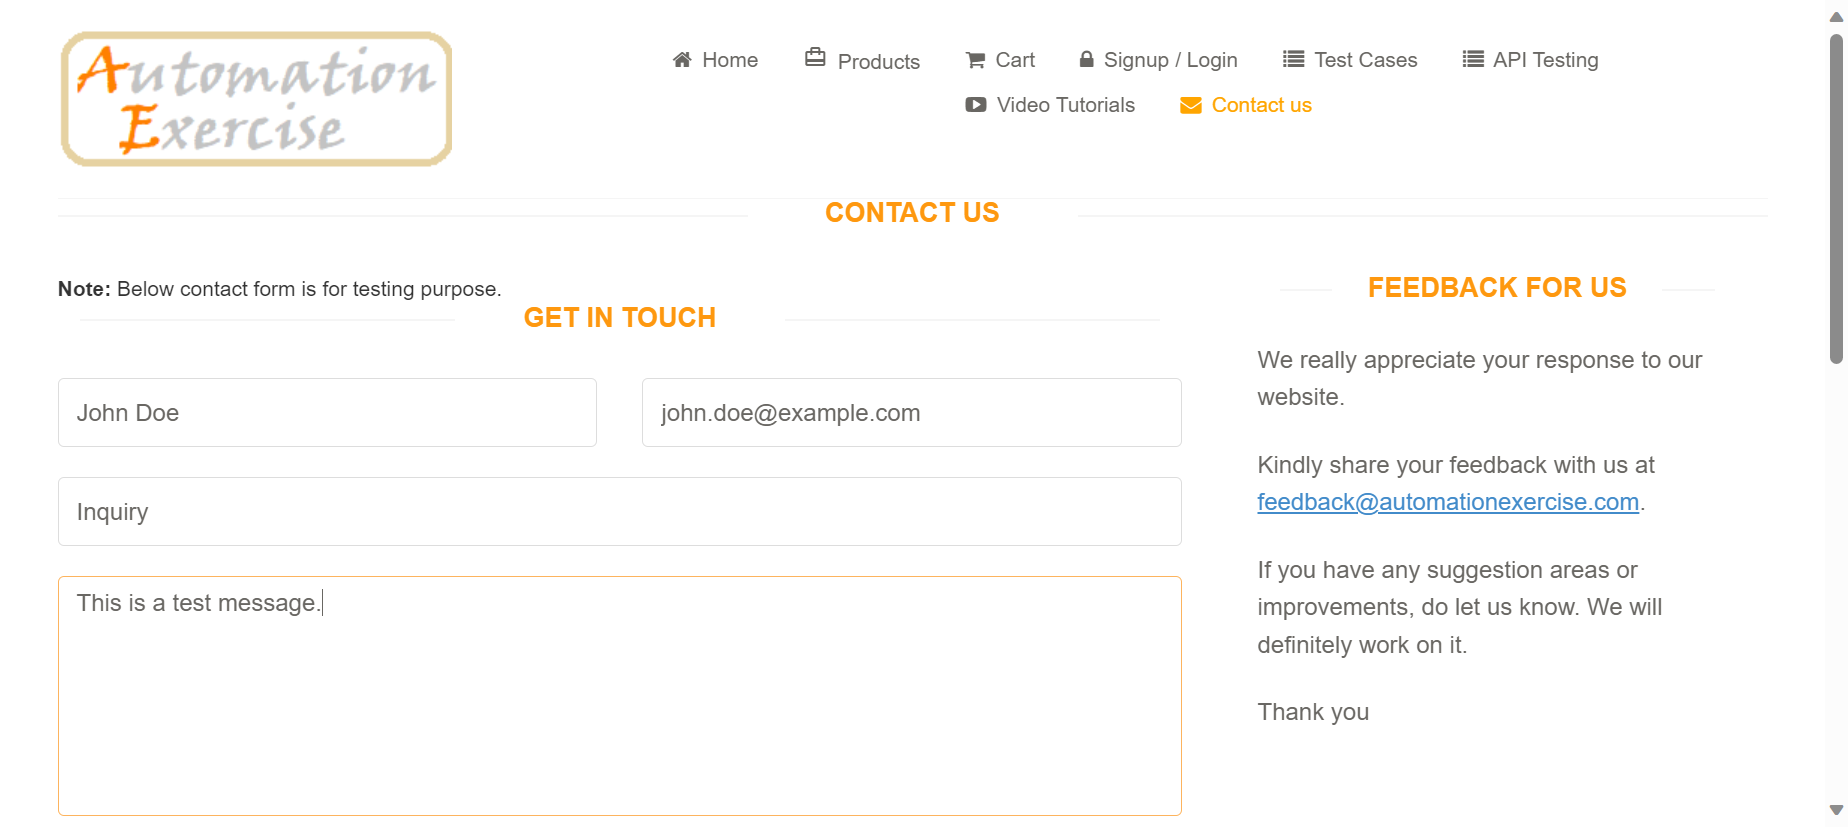 Automation
Exercise
Home
Products
Cart
Signup / Login
Test Cases
API Testing
Video Tutorials
Contact us
CONTACT US
Note: Below contact form is for testing purpose.
GET IN TOUCH
John Doe
john.doe@example.com
Inquiry
This is a test message.
FEEDBACK FOR US
We really appreciate your response to our
website.
Kindly share your feedback with us at
feedback@automationexercise.com.
If you have any suggestion areas or
improvements, do let us know. We will
definitely work on it.
Thank you